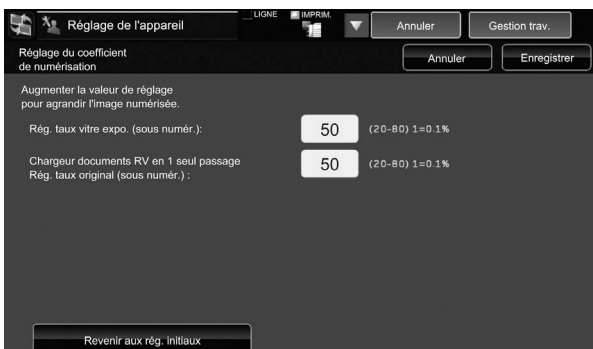 Réglage de l'appareil
LIGNE
IMPRIM.
Annuler
Gestion trav.
Réglage du coefficient
de numérisation
Annuler
Enregistrer
Augmenter la valeur de réglage
pour agrandir l'image numérisée.
Rég. taux vitre expo. (sous numér.): 50 (20-80) 1=0.1%
Chargeur documents RV en 1 seul passage
Rég. taux original (sous numér.) : 50 (20-80) 1=0.1%
Revenir aux rég. initiaux